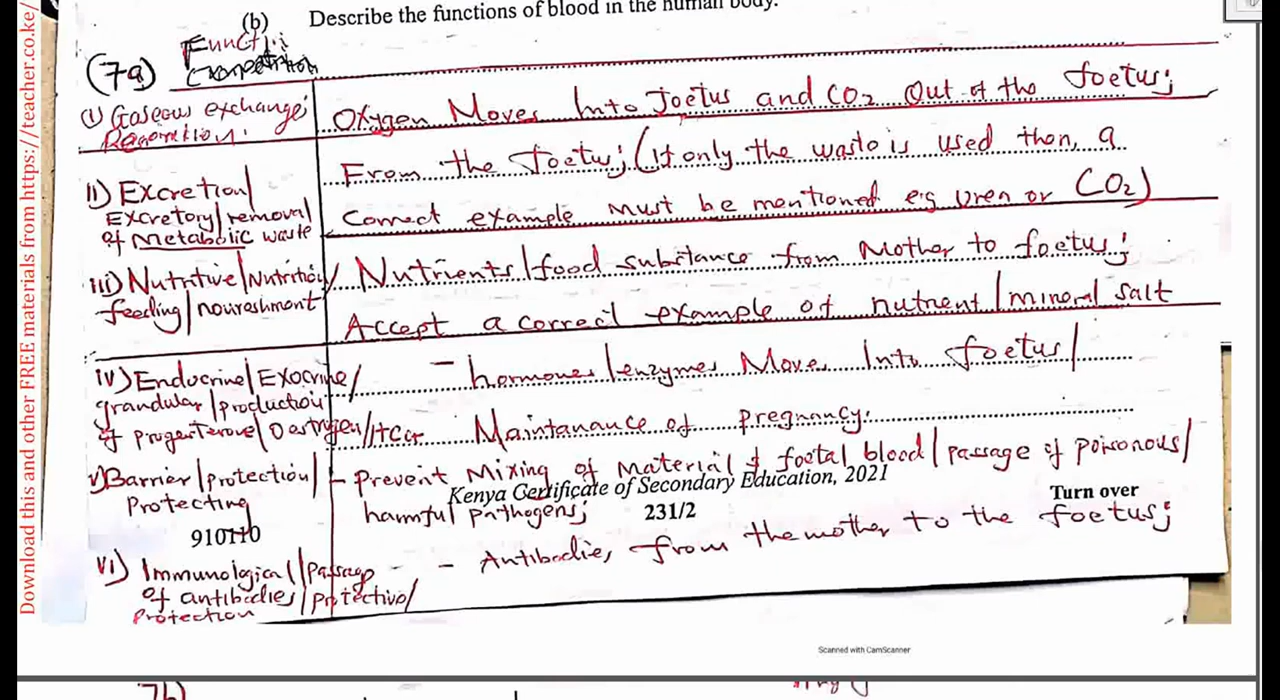 (b) Describe the functions of blood in the human body.
(7a)
i) Gaseous exchange/
Oxygen Moves Into foetus and CO2 Out of the foetus;
ii) Excretion/
Excretory/removal
of Metabolic waste
From the foetus; (If only the waste is used then, a
Correct example must be mentioned eg Urea or CO2)
iii) Nutritive/Nutrition/
feeding/nourishment
Nutrients/food substance from Mother to foetus;
Accept a correct example of nutrient/mineral salt
iv) Endocrine/Exocrine/
grandular/production
of progesterone/Oestrogen/HCG
- hormones/enzymes Move Into foetus/
Maintanance of pregnancy.
v) Barrier/protection/
Protecting
- Prevent Mixing of Material & foetal blood/passage of poisonous/
harmful pathogens;
Kenya Certificate of Secondary Education, 2021
910110
231/2
Turn over
vi) Immunological/Passage
of antibodies/protective/
Protection
- Antibodies from the mother to the foetus;
Scanned with CamScanner
7b)
Download this and other FREE materials from https://teacher.co.ke/